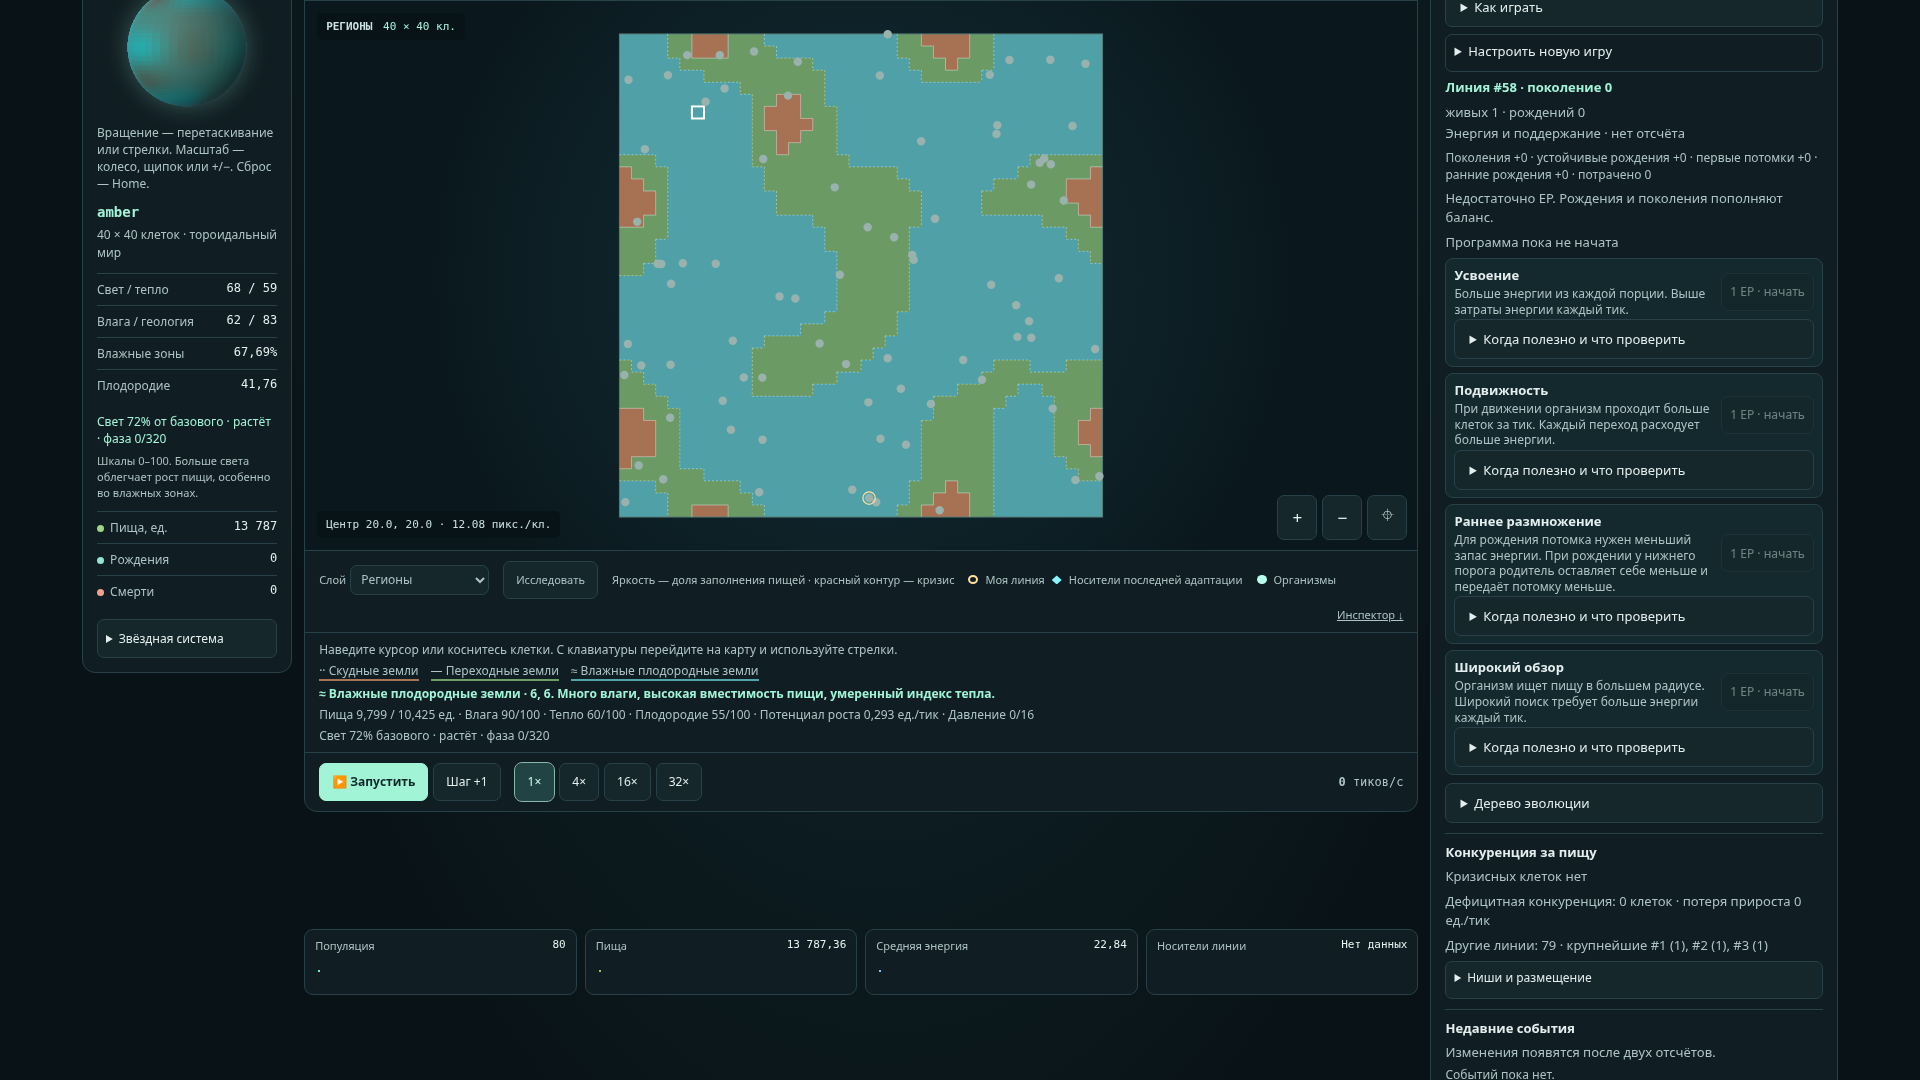 Вращение — перетаскивание
или стрелки. Масштаб —
колесо, щипок или +/−. Сброс
— Home.
amber
40 × 40 клеток · тороидальный
мир
Свет / тепло 68 / 59
Влага / геология 62 / 83
Влажные зоны 67,69%
Плодородие 41,76
Свет 72% от базового · растёт
· фаза 0/320
Шкалы 0–100. Больше света
облегчает рост пищи, особенно
во влажных зонах.
Пища, ед. 13 787
Рождения 0
Смерти 0
▶ Звёздная система
РЕГИОНЫ 40 × 40 кл.
Центр 20.0, 20.0 · 12.08 пикс./кл.
+ − ⌖
Слой Регионы Исследовать Яркость — доля заполнения пищей · красный контур — кризис Моя линия Носители последней адаптации Организмы
Инспектор ↓
Наведите курсор или коснитесь клетки. С клавиатуры перейдите на карту и используйте стрелки.
·· Скудные земли — Переходные земли ≈ Влажные плодородные земли
≈ Влажные плодородные земли · 6, 6. Много влаги, высокая вместимость пищи, умеренный индекс тепла.
Пища 9,799 / 10,425 ед. · Влага 90/100 · Тепло 60/100 · Плодородие 55/100 · Потенциал роста 0,293 ед./тик · Давление 0/16
Свет 72% базового · растёт · фаза 0/320
▶ Запустить Шаг +1 1× 4× 16× 32× 0 тиков/с
Популяция 80
Пища 13 787,36
Средняя энергия 22,84
Носители линии Нет данных
▶ Как играть
▶ Настроить новую игру
Линия #58 · поколение 0
живых 1 · рождений 0
Энергия и поддержание · нет отсчёта
Поколения +0 · устойчивые рождения +0 · первые потомки +0 ·
ранние рождения +0 · потрачено 0
Недостаточно EP. Рождения и поколения пополняют
баланс.
Программа пока не начата
Усвоение
Больше энергии из каждой порции. Выше
затраты энергии каждый тик.
1 EP · начать
▶ Когда полезно и что проверить
Подвижность
При движении организм проходит больше
клеток за тик. Каждый переход расходует
больше энергии.
1 EP · начать
▶ Когда полезно и что проверить
Раннее размножение
Для рождения потомка нужен меньший
запас энергии. При рождении у нижнего
порога родитель оставляет себе меньше и
передаёт потомку меньше.
1 EP · начать
▶ Когда полезно и что проверить
Широкий обзор
Организм ищет пищу в большем радиусе.
Широкий поиск требует больше энергии
каждый тик.
1 EP · начать
▶ Когда полезно и что проверить
▶ Дерево эволюции
Конкуренция за пищу
Кризисных клеток нет
Дефицитная конкуренция: 0 клеток · потеря прироста 0
ед./тик
Другие линии: 79 · крупнейшие #1 (1), #2 (1), #3 (1)
▶ Ниши и размещение
Недавние события
Изменения появятся после двух отсчётов.
Событий пока нет.